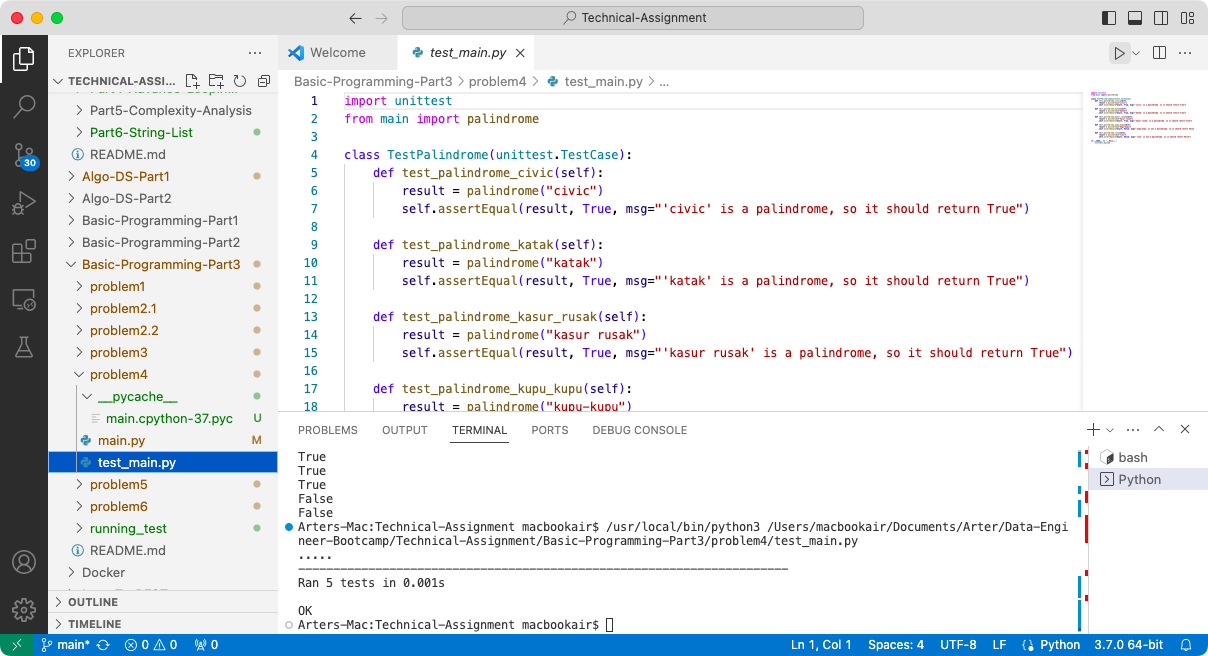 Technical-Assignment
EXPLORER
Welcome
test_main.py
TECHNICAL-ASSI...
Basic-Programming-Part3 > problem4 > test_main.py > ...
Part5-Complexity-Analysis
Part6-String-List
README.md
Algo-DS-Part1
Algo-DS-Part2
Basic-Programming-Part1
Basic-Programming-Part2
Basic-Programming-Part3
problem1
problem2.1
problem2.2
problem3
problem4
__pycache__
main.cpython-37.pyc U
main.py M
test_main.py
problem5
problem6
running_test
README.md
Docker
OUTLINE
TIMELINE
30
1 import unittest
2 from main import palindrome
3
4 class TestPalindrome(unittest.TestCase):
5 def test_palindrome_civic(self):
6 result = palindrome("civic")
7 self.assertEqual(result, True, msg="'civic' is a palindrome, so it should return True")
8
9 def test_palindrome_katak(self):
10 result = palindrome("katak")
11 self.assertEqual(result, True, msg="'katak' is a palindrome, so it should return True")
12
13 def test_palindrome_kasur_rusak(self):
14 result = palindrome("kasur rusak")
15 self.assertEqual(result, True, msg="'kasur rusak' is a palindrome, so it should return True")
16
17 def test_palindrome_kupu_kupu(self):
18 result = palindrome("kupu-kupu")
PROBLEMS OUTPUT TERMINAL PORTS DEBUG CONSOLE
True
True
True
False
False
Arters-Mac:Technical-Assignment macbookair$ /usr/local/bin/python3 /Users/macbookair/Documents/Arter/Data-Engi
neer-Bootcamp/Technical-Assignment/Basic-Programming-Part3/problem4/test_main.py
.....
----------------------------------------------------------------------
Ran 5 tests in 0.001s
OK
Arters-Mac:Technical-Assignment macbookair$
bash
Python
main* 0 0 0 Ln 1, Col 1 Spaces: 4 UTF-8 LF Python 3.7.0 64-bit